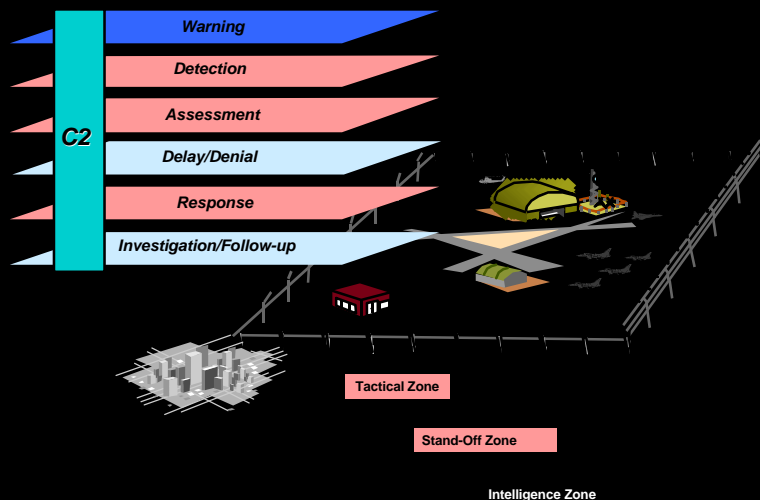 Warning
Detection
Assessment
C2
Delay/Denial
Response
Investigation/Follow-up
Tactical Zone
Stand-Off Zone
Intelligence Zone